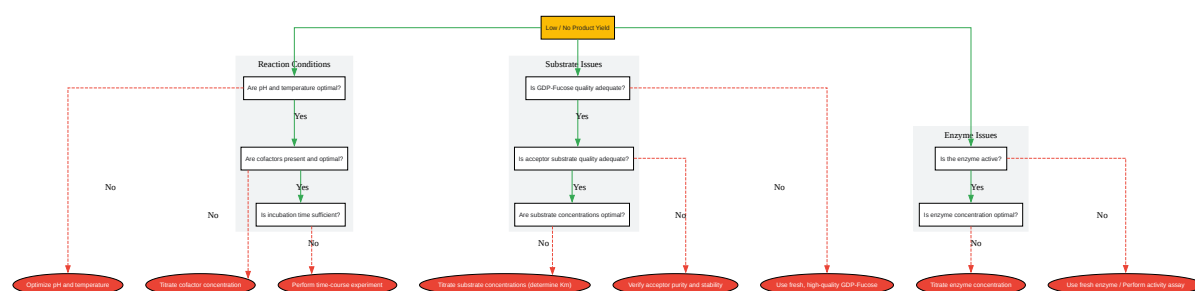 Low / No Product Yield
Reaction Conditions
Substrate Issues
Are pH and temperature optimal?
Is GDP-Fucose quality adequate?
Yes
Yes
Enzyme Issues
Are cofactors present and optimal?
Is acceptor substrate quality adequate?
Is the enzyme active?
No
Yes
Yes
No
Yes
No
Is incubation time sufficient?
No
Are substrate concentrations optimal?
No
Is enzyme concentration optimal?
No
No
No
No
Optimize pH and temperature
Titrate cofactor concentration
Perform time-course experiment
Titrate substrate concentrations (determine Km)
Verify acceptor purity and stability
Use fresh, high-quality GDP-Fucose
Titrate enzyme concentration
Use fresh enzyme / Perform activity assay